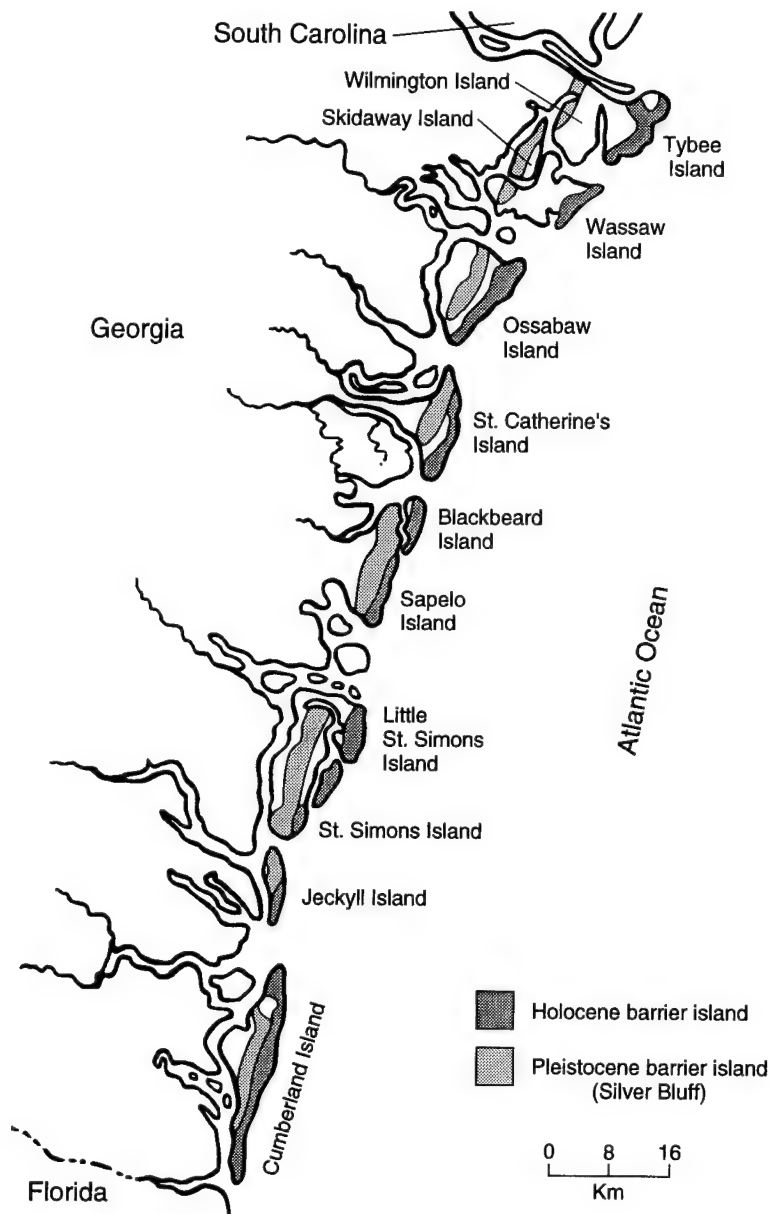 South Carolina
Wilmington Island
Skidaway Island
Tybee
Island
Wassaw
Island
Georgia
Ossabaw
Island
St. Catherine's
Island
Blackbeard
Island
Sapelo
Island
Atlantic Ocean
Little
St. Simons
Island
St. Simons Island
Jeckyll Island
Holocene barrier island
Pleistocene barrier island
(Silver Bluff)
Cumberland Island
0 8 16
Km
Florida